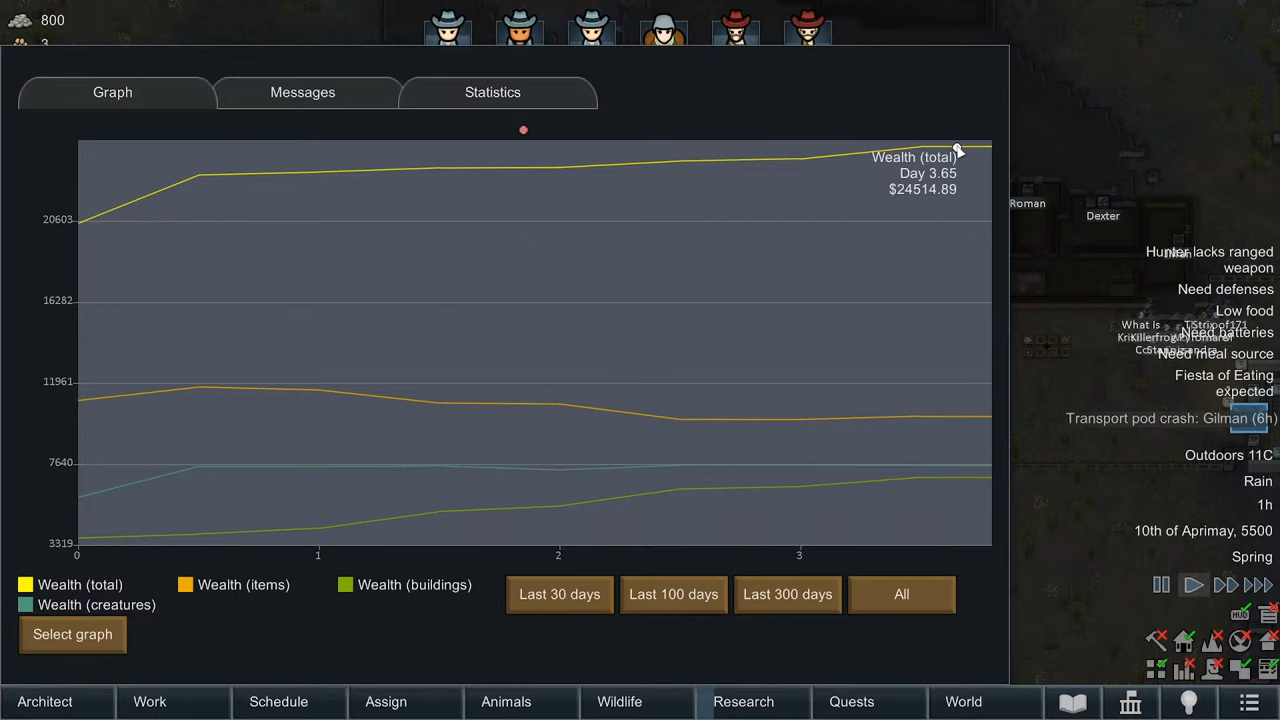 800
3
Graph
Messages
Statistics
Wealth (total)
Day 3.65
$24514.89
20603
16282
11961
7640
3319
0
1
2
3
Wealth (total)
Wealth (items)
Wealth (buildings)
Wealth (creatures)
Last 30 days
Last 100 days
Last 300 days
All
Select graph
Roman
Dexter
Hunter lacks ranged
weapon
Need defenses
Low food
What Is
Need batteries
Need meal source
Fiesta of Eating
expected
Transport pod crash: Gilman (6h)
Outdoors 11C
Rain
1h
10th of Aprimay, 5500
Spring
HUD
Architect
Work
Schedule
Assign
Animals
Wildlife
Research
Quests
World